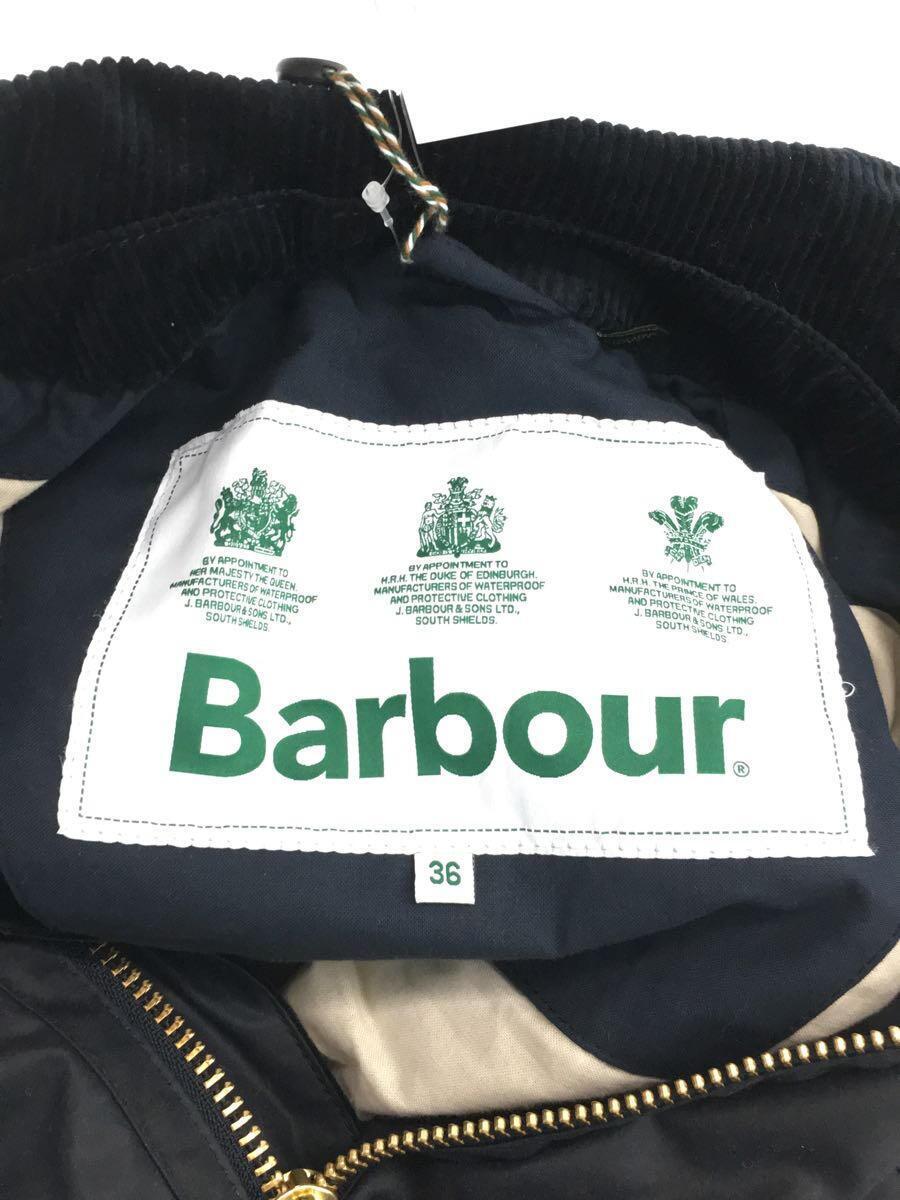 BY APPOINTMENT TO
HER MAJESTY THE QUEEN.
MANUFACTURERS OF WATERPROOF
AND PROTECTIVE CLOTHING
J. BARBOUR & SONS LTD.,
SOUTH SHIELDS.
BY APPOINTMENT TO
H.R.H. THE DUKE OF EDINBURGH.
MANUFACTURERS OF WATERPROOF
AND PROTECTIVE CLOTHING
J. BARBOUR & SONS LTD.,
SOUTH SHIELDS.
BY APPOINTMENT TO
H.R.H. THE PRINCE OF WALES.
MANUFACTURERS OF WATERPROOF
AND PROTECTIVE CLOTHING
J. BARBOUR & SONS LTD.,
SOUTH SHIELDS.
Barbour®
36